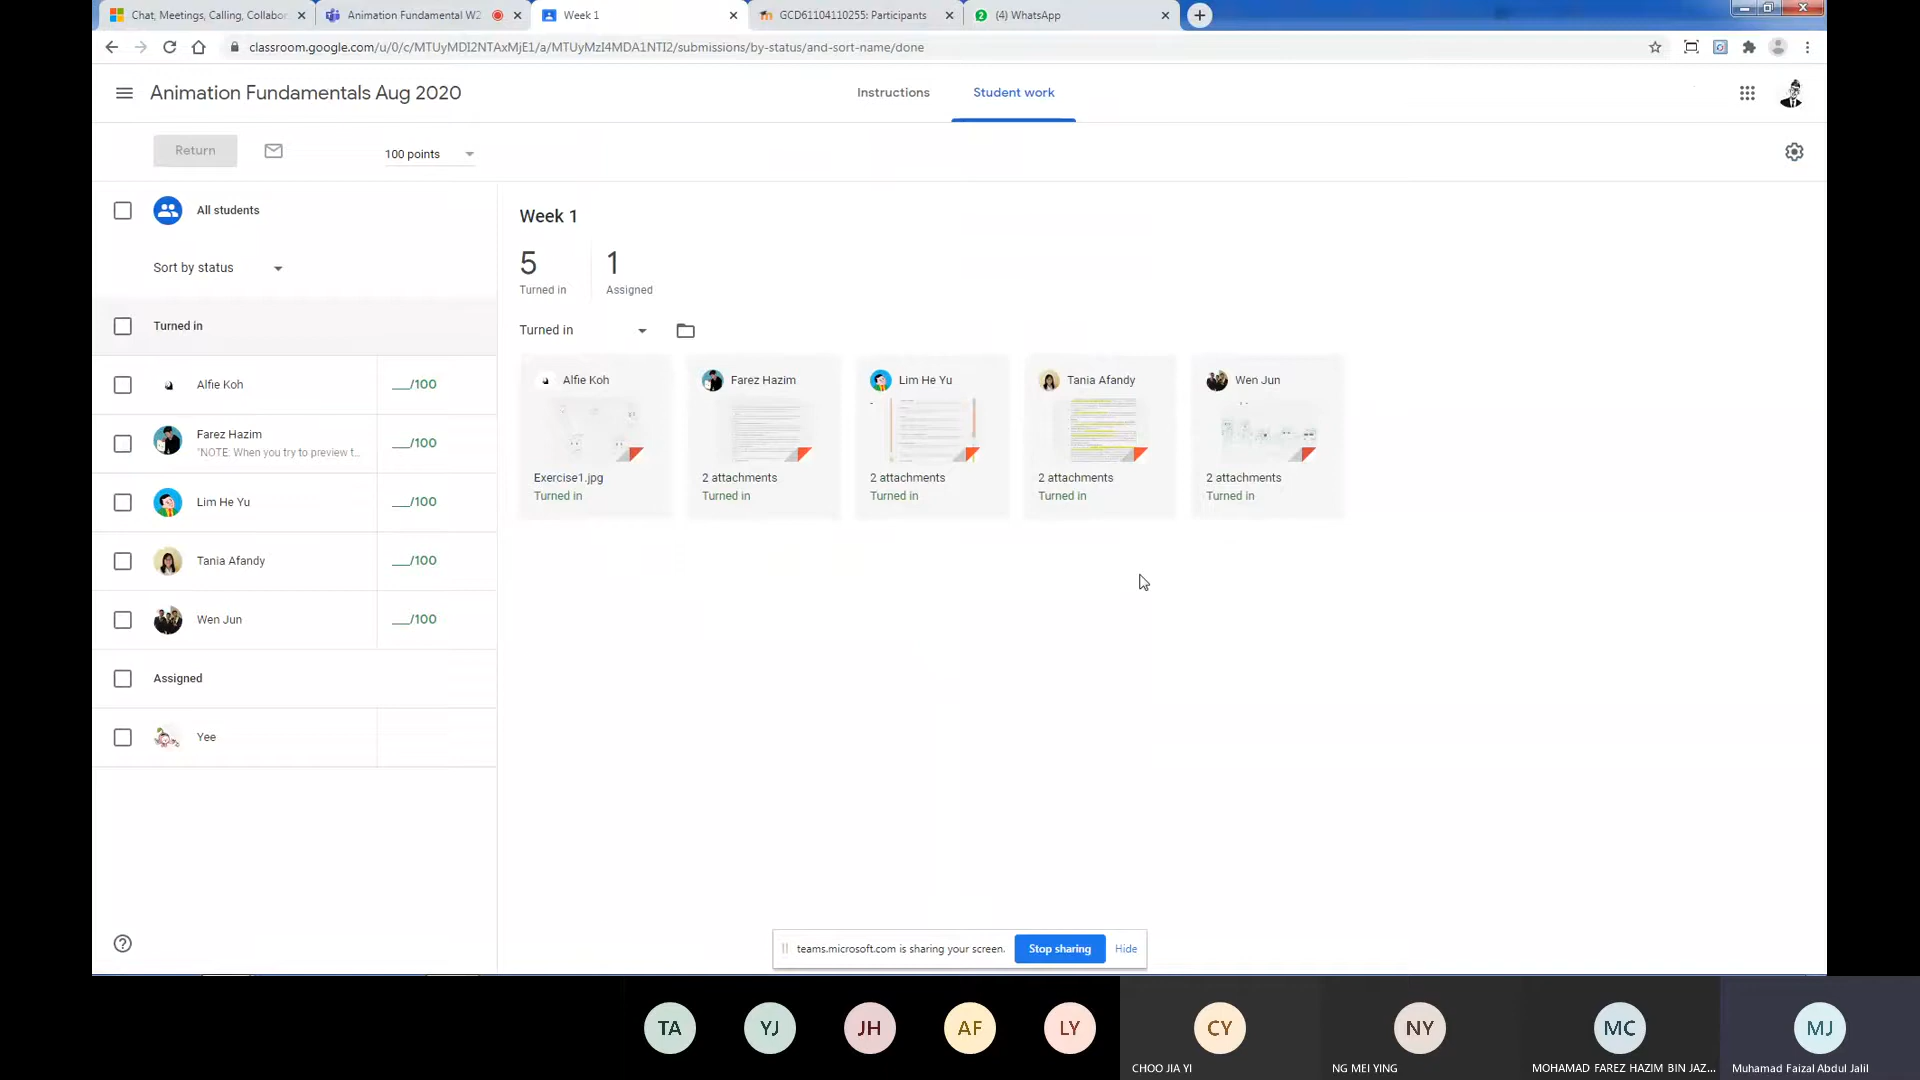 Chat, Meetings, Calling, Collabor
Animation Fundamental W2
Week 1
GCD61104110255: Participants
2
(4) WhatsApp
classroom.google.com/u/0/c/MTUyMDI2NTAxMjE1/a/MTUyMzI4MDA1NTI2/submissions/by-status/and-sort-name/done
Animation Fundamentals Aug 2020
Instructions
Student work
Return
100 points
All students
Sort by status
Turned in
Alfie Koh
___/100
Farez Hazim
"NOTE: When you try to preview t...
___/100
Lim He Yu
___/100
Tania Afandy
___/100
Wen Jun
___/100
Assigned
Yee
Week 1
5
1
Turned in
Assigned
Turned in
Alfie Koh
Exercise1.jpg
Turned in
Farez Hazim
2 attachments
Turned in
Lim He Yu
2 attachments
Turned in
Tania Afandy
2 attachments
Turned in
Wen Jun
2 attachments
Turned in
teams.microsoft.com is sharing your screen.
Stop sharing
Hide
TA
YJ
JH
AF
LY
CY
NY
MC
MJ
CHOO JIA YI
NG MEI YING
MOHAMAD FAREZ HAZIM BIN JAZ...
Muhamad Faizal Abdul Jalil